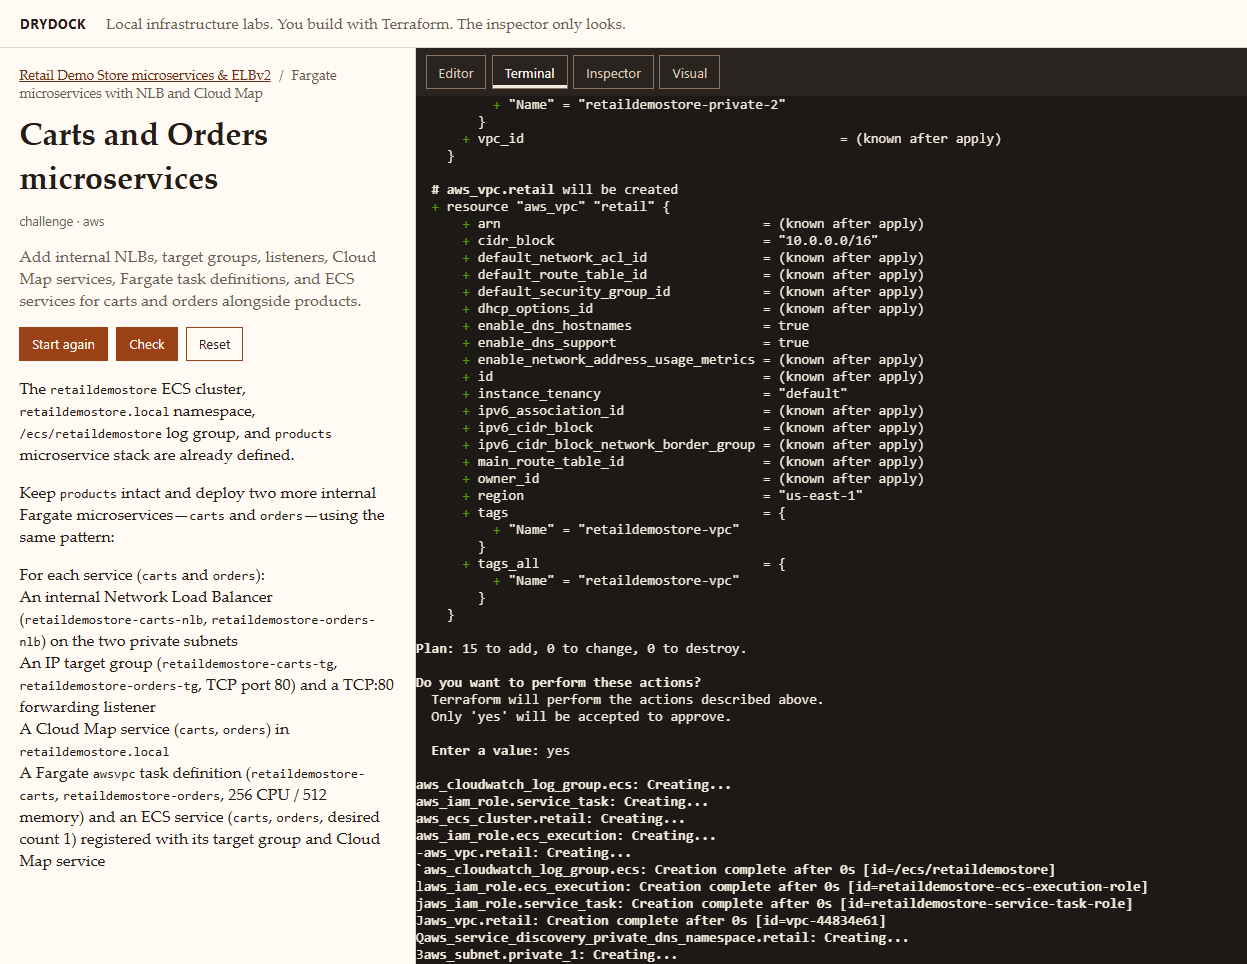 DRYDOCK Local infrastructure labs. You build with Terraform. The inspector only looks.
Retail Demo Store microservices & ELBv2 / Fargate
microservices with NLB and Cloud Map
Carts and Orders
microservices
challenge · aws
Add internal NLBs, target groups, listeners, Cloud
Map services, Fargate task definitions, and ECS
services for carts and orders alongside products.
Start again Check Reset
The retaildemostore ECS cluster,
retaildemostore.local namespace,
/ecs/retaildemostore log group, and products
microservice stack are already defined.
Keep products intact and deploy two more internal
Fargate microservices—carts and orders—using the
same pattern:
For each service (carts and orders):
An internal Network Load Balancer
(retaildemostore-carts-nlb, retaildemostore-orders-
nlb) on the two private subnets
An IP target group (retaildemostore-carts-tg,
retaildemostore-orders-tg, TCP port 80) and a TCP:80
forwarding listener
A Cloud Map service (carts, orders) in
retaildemostore.local
A Fargate awsvpc task definition (retaildemostore-
carts, retaildemostore-orders, 256 CPU / 512
memory) and an ECS service (carts, orders, desired
count 1) registered with its target group and Cloud
Map service
Editor Terminal Inspector Visual
+ "Name" = "retaildemostore-private-2"
}
+ vpc_id = (known after apply)
}
# aws_vpc.retail will be created
+ resource "aws_vpc" "retail" {
+ arn = (known after apply)
+ cidr_block = "10.0.0.0/16"
+ default_network_acl_id = (known after apply)
+ default_route_table_id = (known after apply)
+ default_security_group_id = (known after apply)
+ dhcp_options_id = (known after apply)
+ enable_dns_hostnames = true
+ enable_dns_support = true
+ enable_network_address_usage_metrics = (known after apply)
+ id = (known after apply)
+ instance_tenancy = "default"
+ ipv6_association_id = (known after apply)
+ ipv6_cidr_block = (known after apply)
+ ipv6_cidr_block_network_border_group = (known after apply)
+ main_route_table_id = (known after apply)
+ owner_id = (known after apply)
+ region = "us-east-1"
+ tags = {
+ "Name" = "retaildemostore-vpc"
}
+ tags_all = {
+ "Name" = "retaildemostore-vpc"
}
}
Plan: 15 to add, 0 to change, 0 to destroy.
Do you want to perform these actions?
Terraform will perform the actions described above.
Only 'yes' will be accepted to approve.
Enter a value: yes
aws_cloudwatch_log_group.ecs: Creating...
aws_iam_role.service_task: Creating...
aws_ecs_cluster.retail: Creating...
aws_iam_role.ecs_execution: Creating...
-aws_vpc.retail: Creating...
`aws_cloudwatch_log_group.ecs: Creation complete after 0s [id=/ecs/retaildemostore]
laws_iam_role.ecs_execution: Creation complete after 0s [id=retaildemostore-ecs-execution-role]
jaws_iam_role.service_task: Creation complete after 0s [id=retaildemostore-service-task-role]
Jaws_vpc.retail: Creation complete after 0s [id=vpc-44834e61]
Qaws_service_discovery_private_dns_namespace.retail: Creating...
3aws_subnet.private_1: Creating...